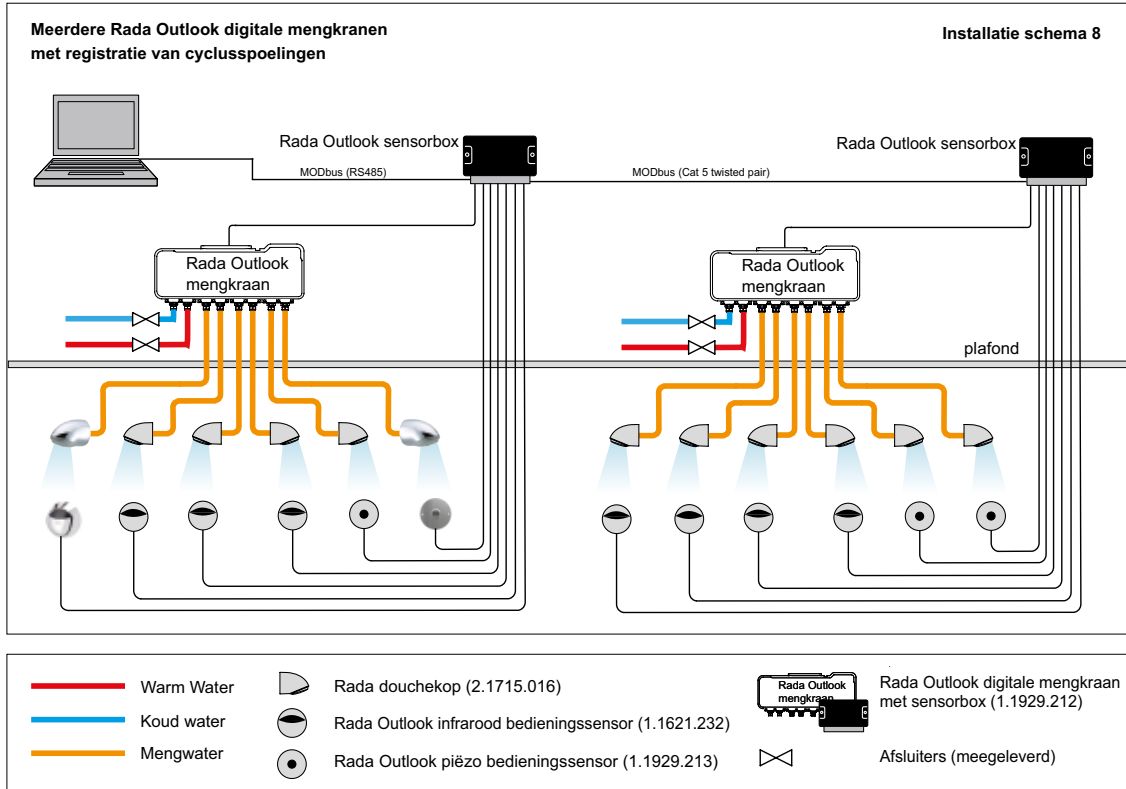 Meerdere Rada Outlook digitale mengkranen
met registratie van cyclusspoelingen
Installatie schema 8
Rada Outlook sensorbox
Rada Outlook sensorbox
MODbus (RS485)
MODbus (Cat 5 twisted pair)
Rada Outlook
mengkraan
Rada Outlook
mengkraan
plafond
Warm Water
Koud water
Mengwater
Rada douchekop (2.1715.016)
Rada Outlook infrarood bedieningssensor (1.1621.232)
Rada Outlook piëzo bedieningssensor (1.1929.213)
Rada Outlook
mengkraan
Rada Outlook digitale mengkraan
met sensorbox (1.1929.212)
Afsluiters (meegeleverd)